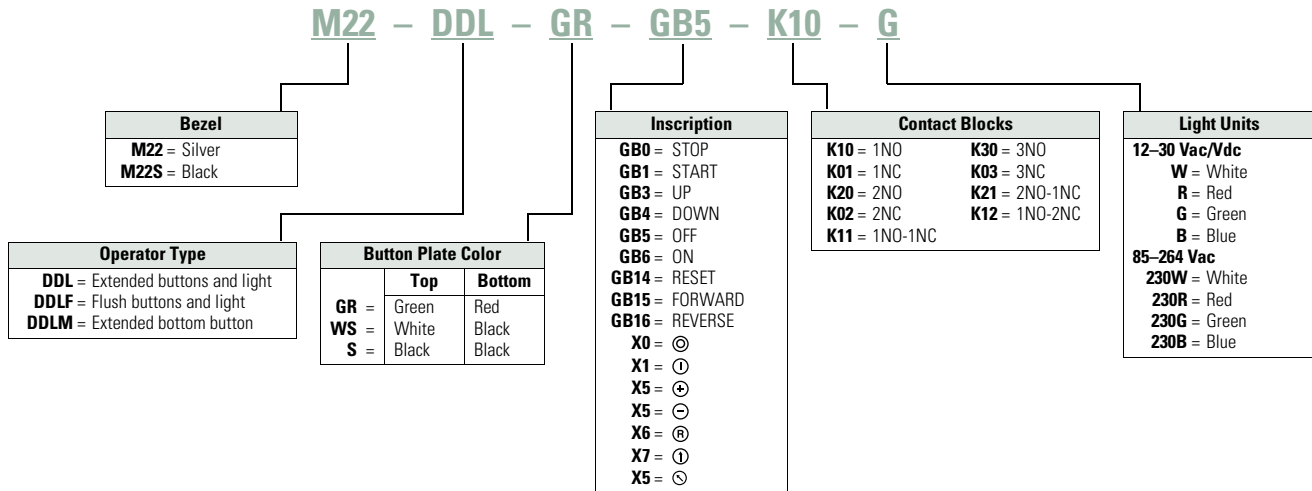 M22 – DDL – GR – GB5 – K10 – G
Bezel
M22 = Silver
M22S = Black
Operator Type
DDL = Extended buttons and light
DDLF = Flush buttons and light
DDLM = Extended bottom button
Button Plate Color
Top Bottom
GR = Green Red
WS = White Black
S = Black Black
Inscription
GB0 = STOP
GB1 = START
GB3 = UP
GB4 = DOWN
GB5 = OFF
GB6 = ON
GB14 = RESET
GB15 = FORWARD
GB16 = REVERSE
X0 = ⌾
X1 = ⏼
X5 = ⊕
X5 = ⊖
X6 = Ⓡ
X7 = ①
X5 = ⍉
Contact Blocks
K10 = 1NO K30 = 3NO
K01 = 1NC K03 = 3NC
K20 = 2NO K21 = 2NO-1NC
K02 = 2NC K12 = 1NO-2NC
K11 = 1NO-1NC
Light Units
12–30 Vac/Vdc
W = White
R = Red
G = Green
B = Blue
85–264 Vac
230W = White
230R = Red
230G = Green
230B = Blue